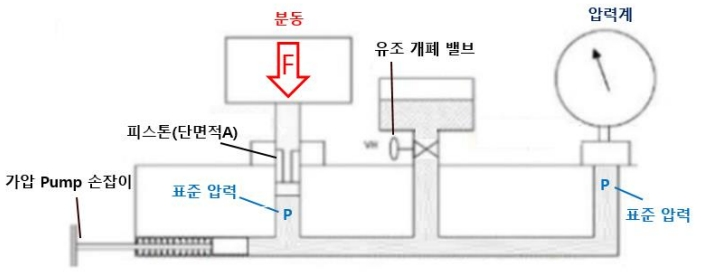 분동
압력계
F
유조 개폐 밸브
피스톤(단면적A)
VH
가압 Pump 손잡이
표준 압력
P
P
표준 압력